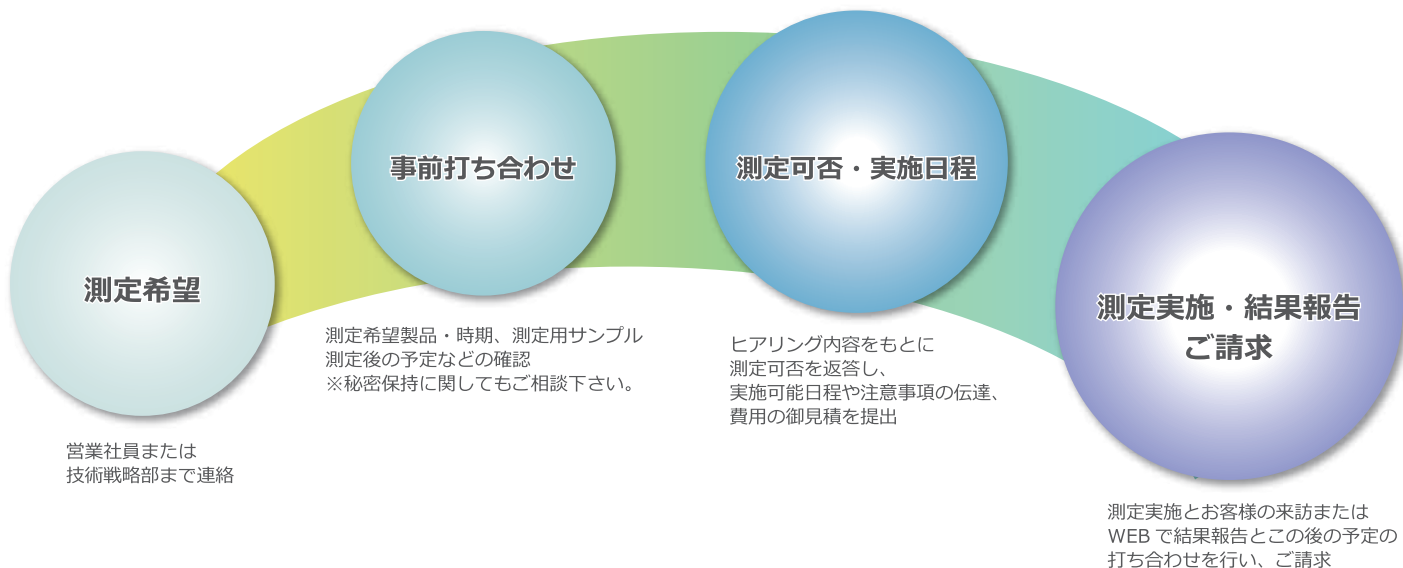 測定希望
営業社員または
技術戦略部まで連絡
事前打ち合わせ
測定希望製品・時期、測定用サンプル
測定後の予定などの確認
※秘密保持に関してもご相談下さい。
測定可否・実施日程
ヒアリング内容をもとに
測定可否を返答し、
実施可能日程や注意事項の伝達、
費用の御見積を提出
測定実施・結果報告
ご請求
測定実施とお客様の来訪または
WEB で結果報告とこの後の予定の
打ち合わせを行い、ご請求